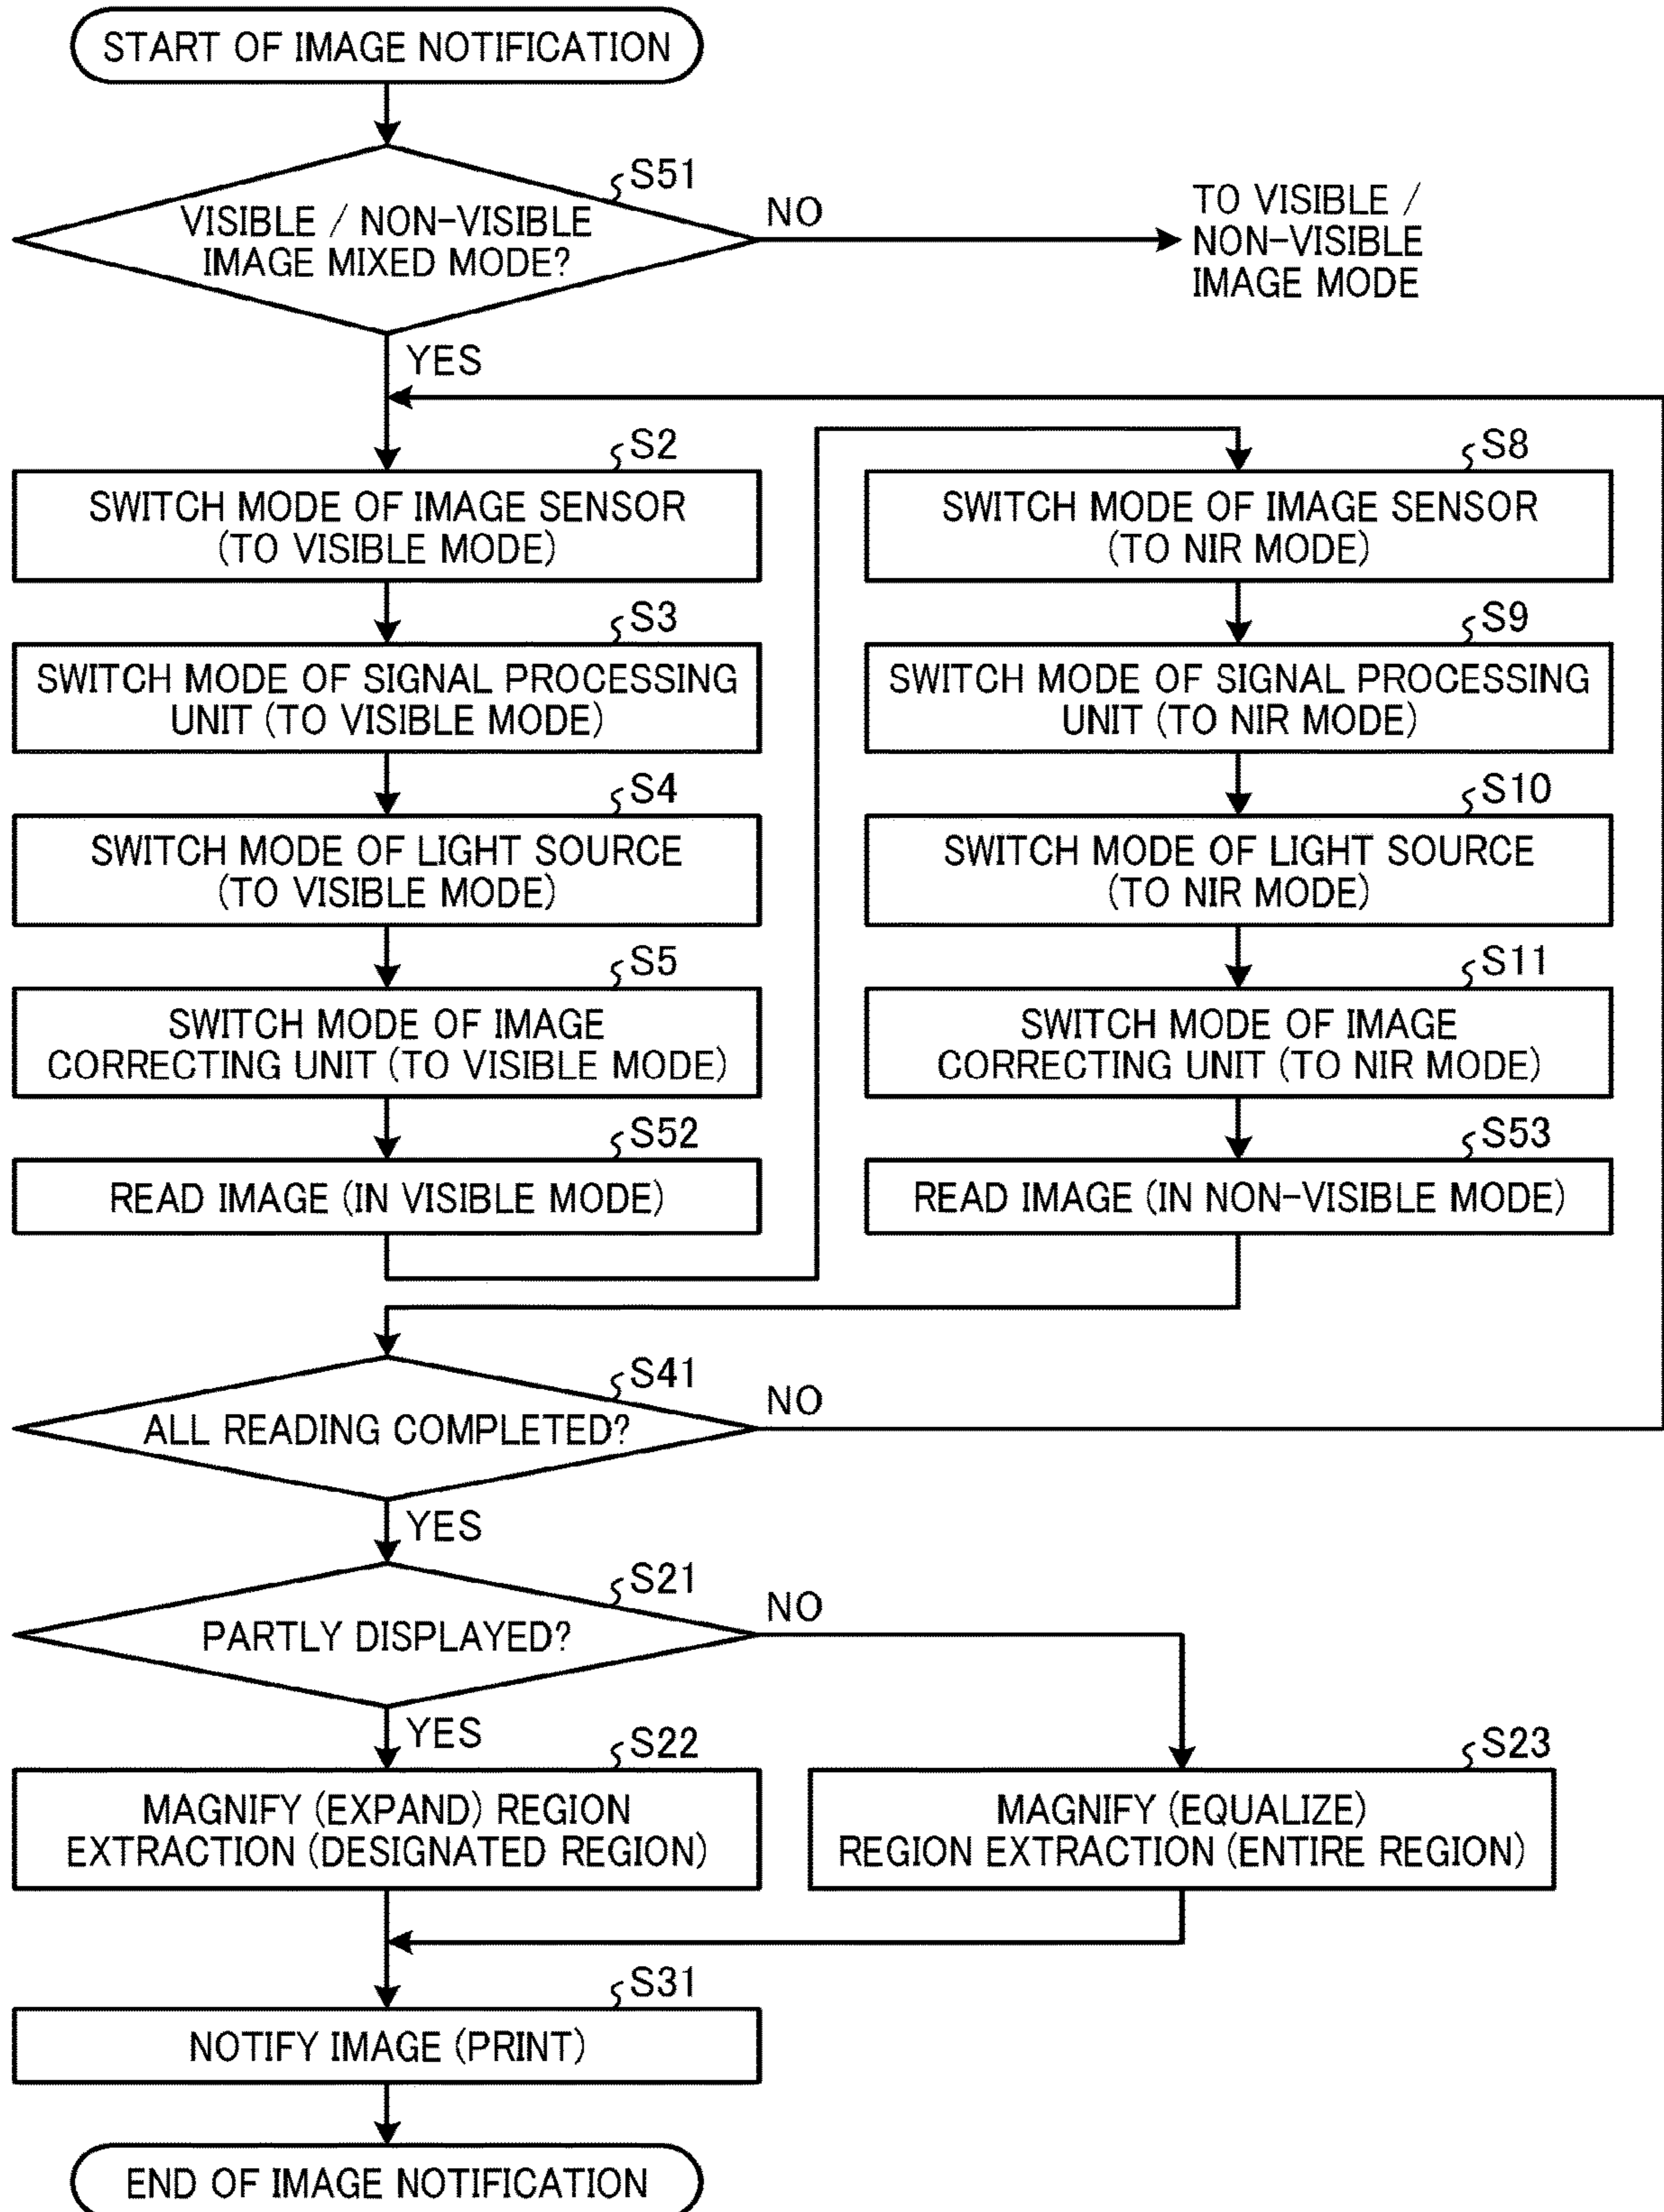 START OF IMAGE NOTIFICATION
S51
VISIBLE / NON-VISIBLE
IMAGE MIXED MODE?
NO
TO VISIBLE /
NON-VISIBLE
IMAGE MODE
YES
S2
SWITCH MODE OF IMAGE SENSOR
(TO VISIBLE MODE)
S3
SWITCH MODE OF SIGNAL PROCESSING
UNIT (TO VISIBLE MODE)
S4
SWITCH MODE OF LIGHT SOURCE
(TO VISIBLE MODE)
S5
SWITCH MODE OF IMAGE
CORRECTING UNIT (TO VISIBLE MODE)
S52
READ IMAGE (IN VISIBLE MODE)
S8
SWITCH MODE OF IMAGE SENSOR
(TO NIR MODE)
S9
SWITCH MODE OF SIGNAL PROCESSING
UNIT (TO NIR MODE)
S10
SWITCH MODE OF LIGHT SOURCE
(TO NIR MODE)
S11
SWITCH MODE OF IMAGE
CORRECTING UNIT (TO NIR MODE)
S53
READ IMAGE (IN NON-VISIBLE MODE)
S41
ALL READING COMPLETED?
NO
YES
S21
PARTLY DISPLAYED?
NO
YES
S22
MAGNIFY (EXPAND) REGION
EXTRACTION (DESIGNATED REGION)
S23
MAGNIFY (EQUALIZE)
REGION EXTRACTION (ENTIRE REGION)
S31
NOTIFY IMAGE (PRINT)
END OF IMAGE NOTIFICATION